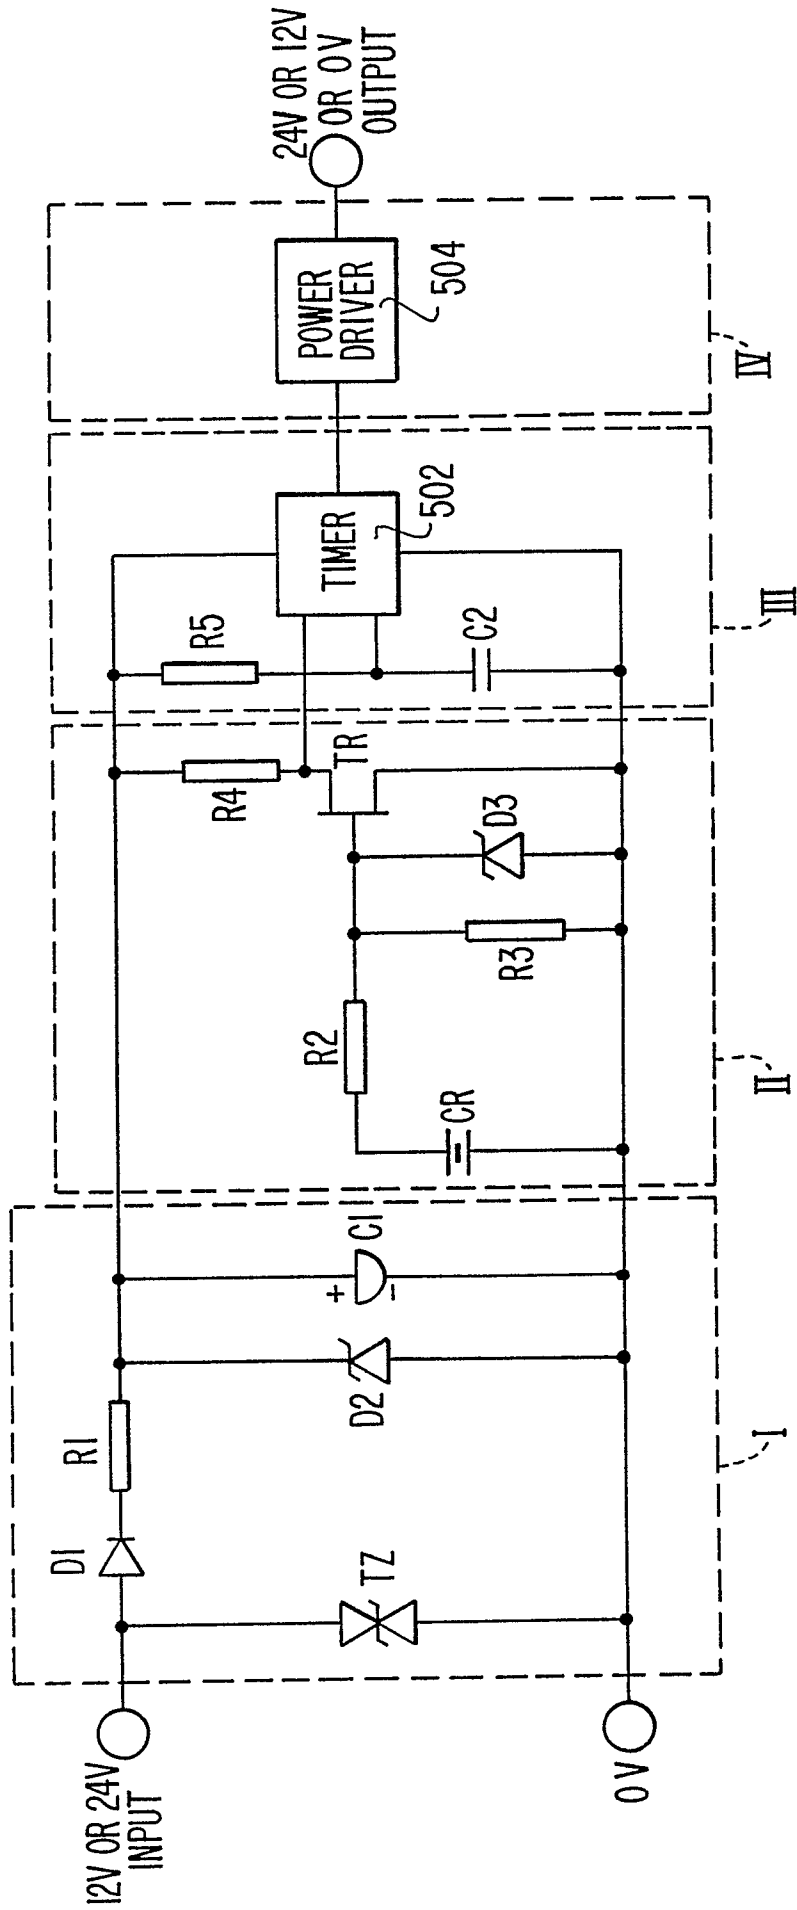 12V OR 24V
INPUT
0V
D1
R1
TZ
D2
+
C1
-
I
CR
R2
R3
D3
R4
TR
II
R5
C2
TIMER
502
III
POWER
DRIVER
504
IV
24V OR 12V
OR 0V
OUTPUT